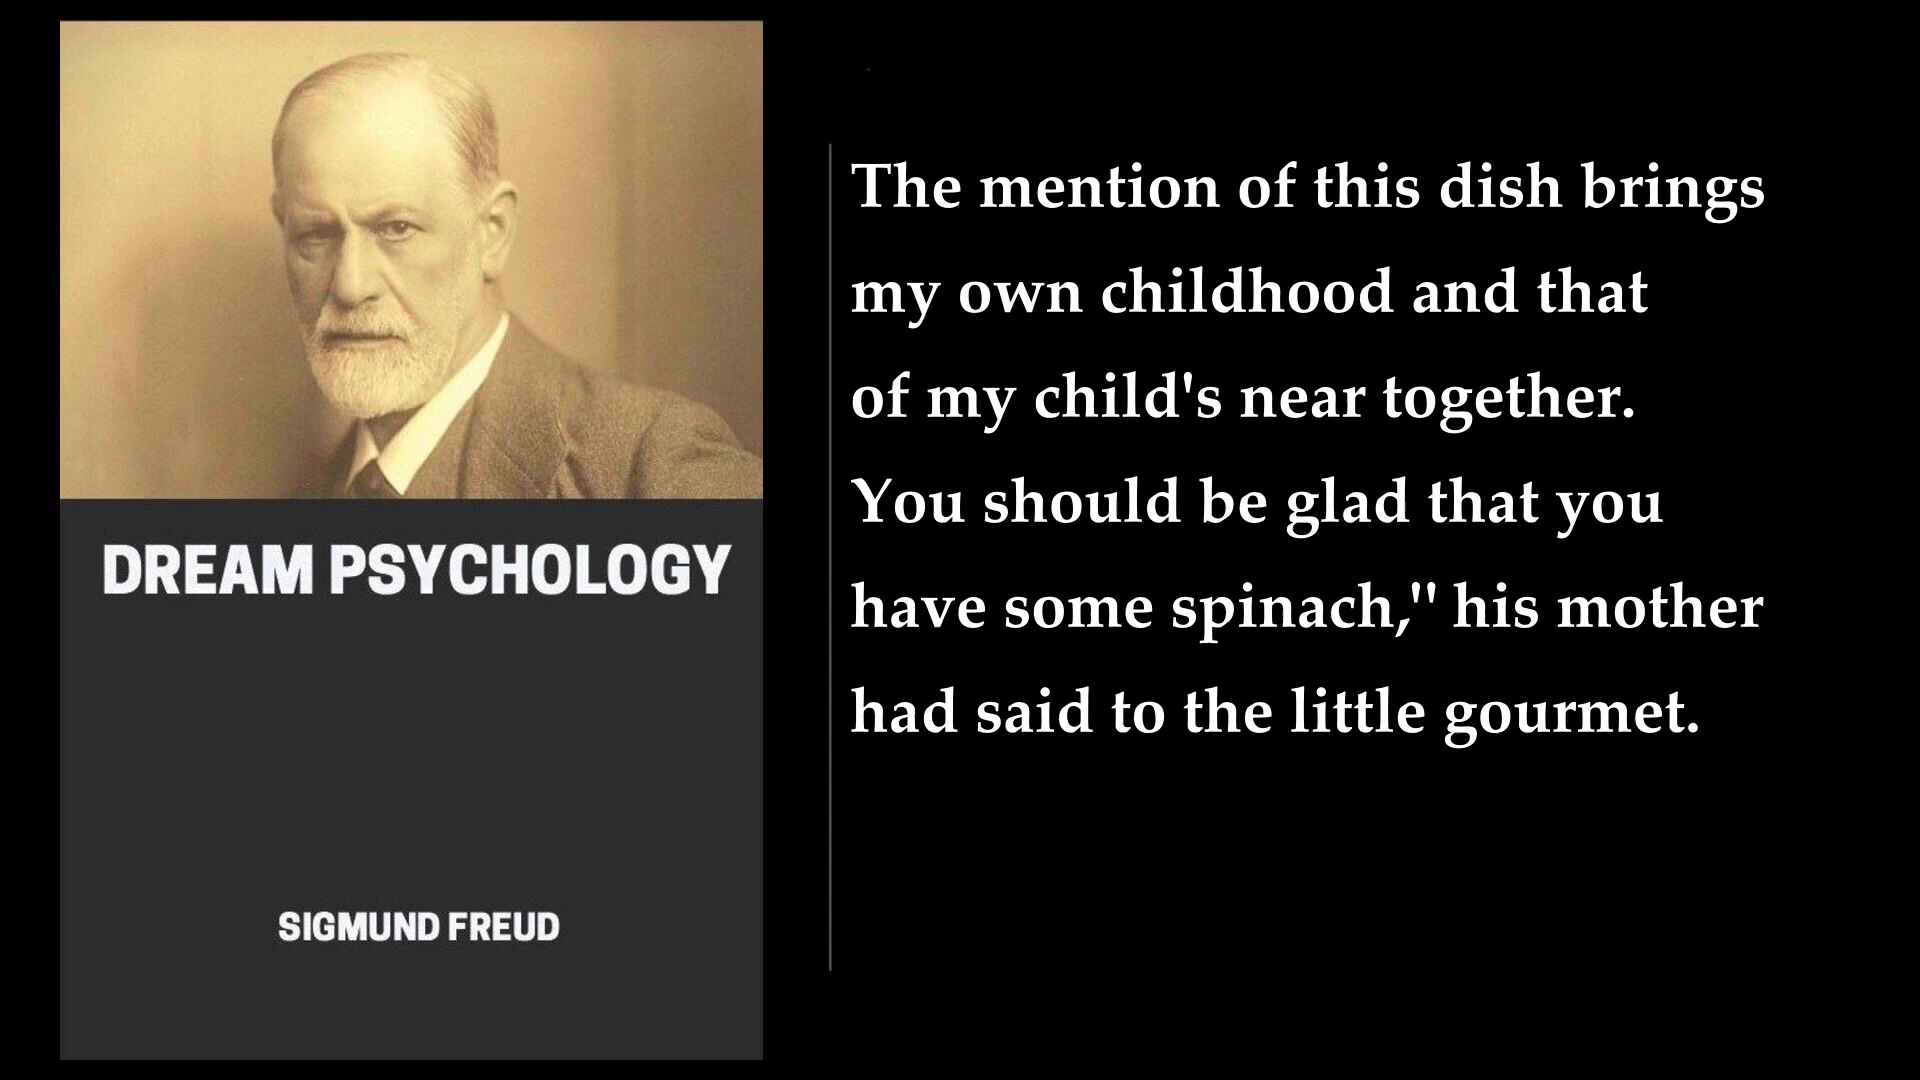 DREAM PSYCHOLOGY
SIGMUND FREUD
The mention of this dish brings
my own childhood and that
of my child's near together.
You should be glad that you
have some spinach," his mother
had said to the little gourmet.